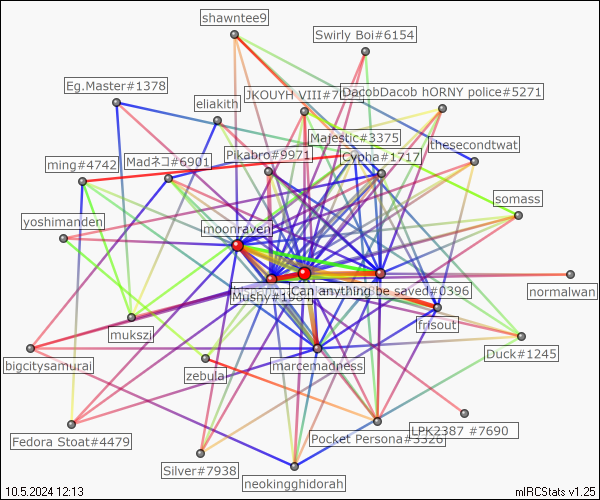 shawntee9
Swirly Boi#6154
Eg.Master#1378
JKOUYH VIII#7
DacobDacob hORNY police#5271
eliakith
Majestic#3375
thesecondtwat
ming#4742
Madネコ#6901
Pikabro#9971
Cypha#1717
somass
yoshimanden
moonraven
normalwan
Mushy#1984
Can anything be saved#0396
mukszi
frisout
bigcitysamurai
zebula
marcemadness
Duck#1245
Fedora Stoat#4479
Pocket Persona#3326
LPK2387 #7690
Silver#7938
neokingghidorah
10.5.2024 12:13
mIRCStats v1.25